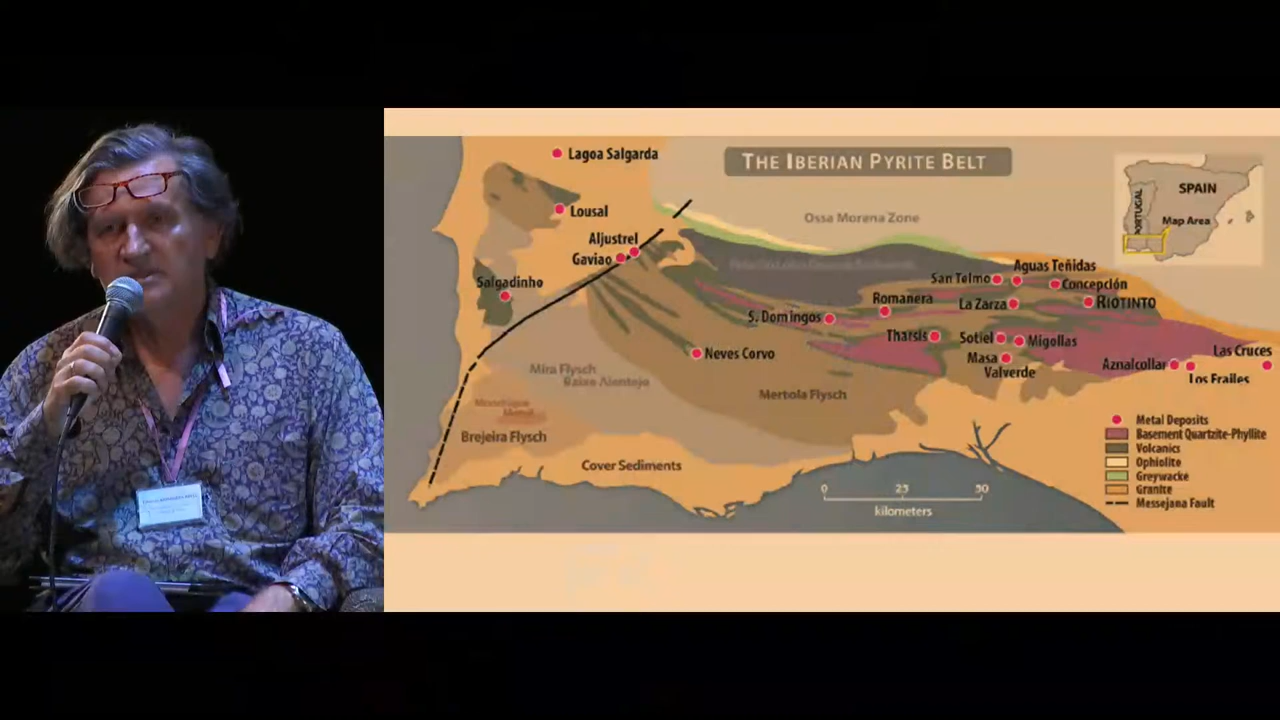 THE IBERIAN PYRITE BELT
Lagoa Salgarda
Lousal
Aljustrel
Gaviao
Salgadinho
Neves Corvo
Ossa Morena Zone
S. Domingos
Romanera
San Telmo
Aguas Teñidas
Concepción
La Zarza
RIOTINTO
Tharsis
Sotiel
Migollas
Masa
Valverde
Aznalcollar
Los Frailes
Las Cruces
Mira Flysch
Baixo Alentejo
Mertola Flysch
Brejeira Flysch
Cover Sediments
0 25 50
kilometers
SPAIN
PORTUGAL
Map Area
Metal Deposits
Basement Quartzite-Phyllite
Volcanics
Ophiolite
Greywacke
Granite
Messejana Fault